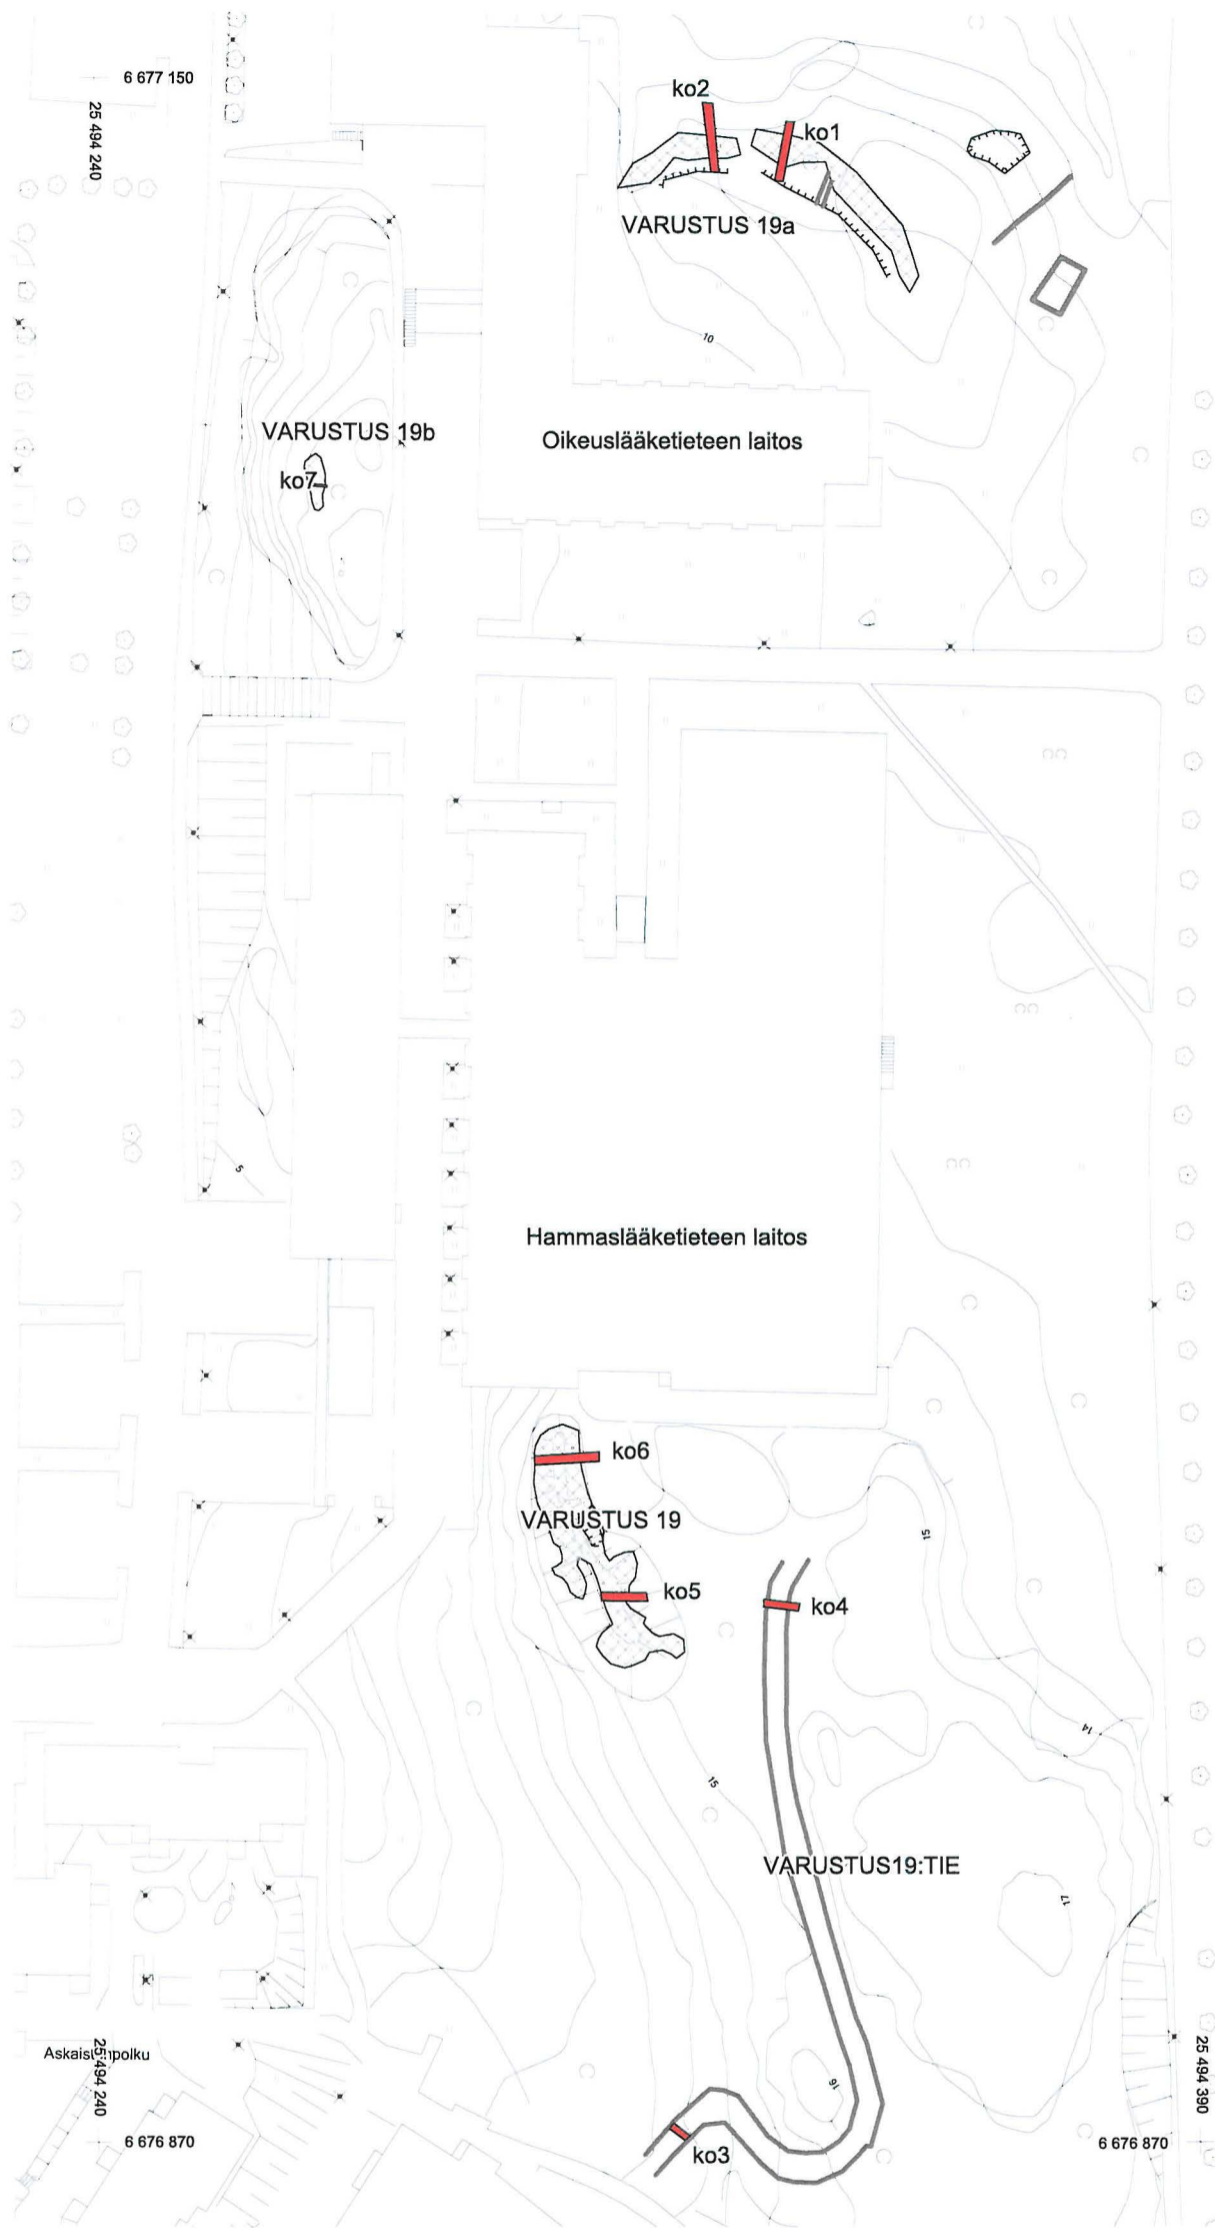 6 677 150
25 494 240
ko2
ko1
VARUSTUS 19a
10
VARUSTUS 19b
ko7
Oikeuslääketieteen laitos
5
Hammaslääketieteen laitos
ko6
VARUSTUS 19
15
ko5
ko4
14
15
VARUSTUS19:TIE
17
16
25 494 240
25 494 390
6 676 870
6 676 870
ko3